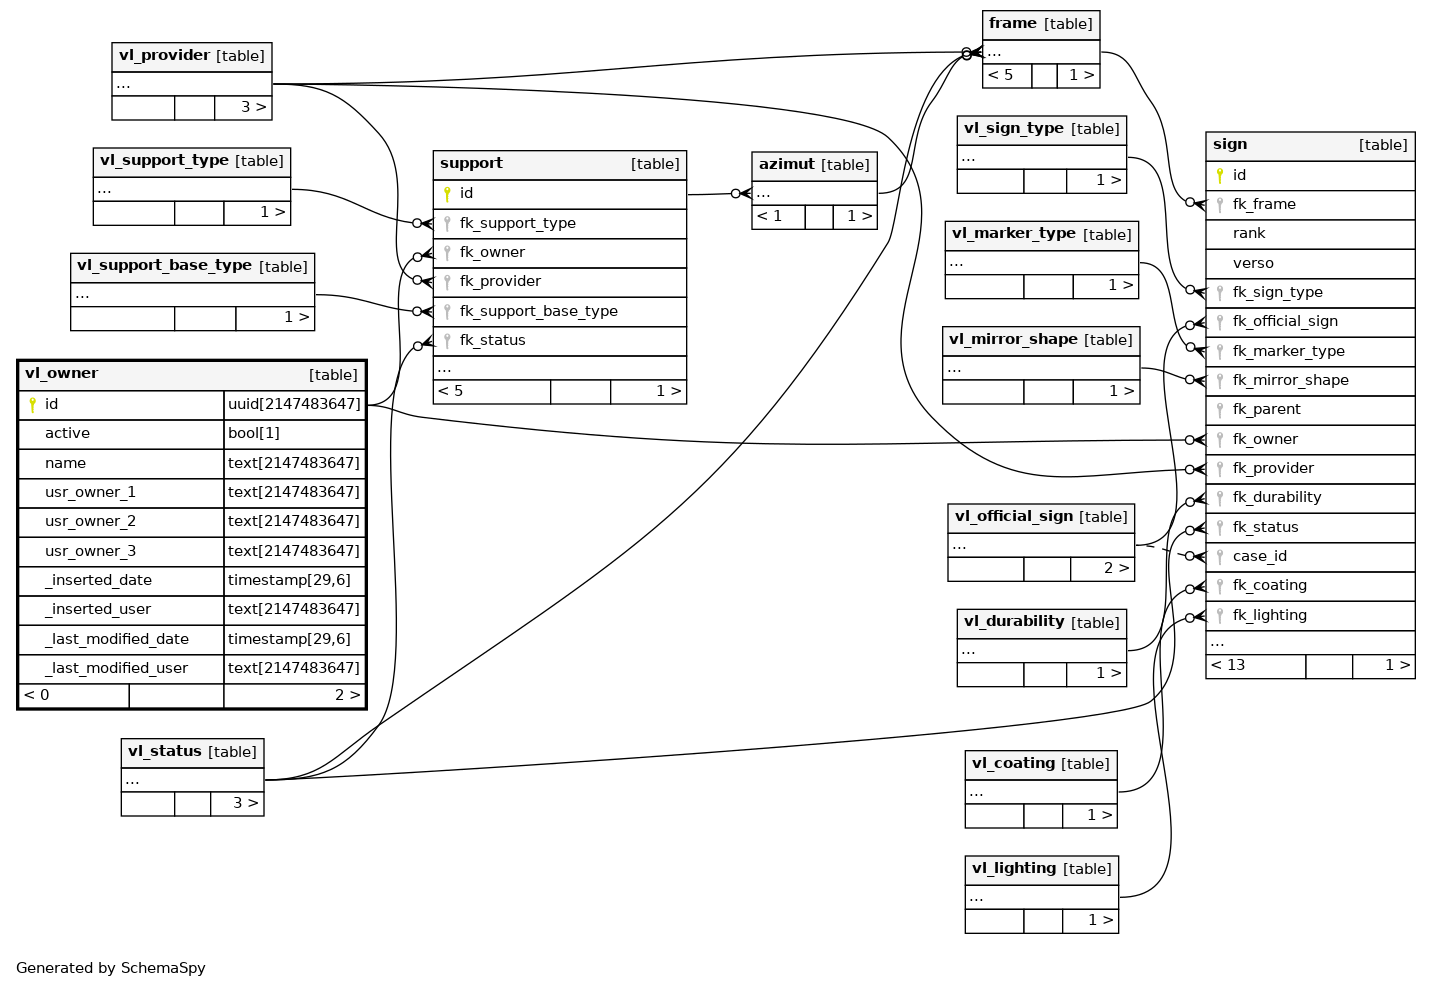 vl_provider [table]
...
3 >
vl_support_type [table]
...
1 >
vl_support_base_type [table]
...
1 >
vl_owner [table]
id uuid[2147483647]
active bool[1]
name text[2147483647]
usr_owner_1 text[2147483647]
usr_owner_2 text[2147483647]
usr_owner_3 text[2147483647]
_inserted_date timestamp[29,6]
_inserted_user text[2147483647]
_last_modified_date timestamp[29,6]
_last_modified_user text[2147483647]
< 0 2 >
vl_status [table]
...
3 >
support [table]
id
fk_support_type
fk_owner
fk_provider
fk_support_base_type
fk_status
...
< 5 1 >
azimut [table]
...
< 1 1 >
frame [table]
...
< 5 1 >
vl_sign_type [table]
...
1 >
vl_marker_type [table]
...
1 >
vl_mirror_shape [table]
...
1 >
vl_official_sign [table]
...
2 >
vl_durability [table]
...
1 >
vl_coating [table]
...
1 >
vl_lighting [table]
...
1 >
sign [table]
id
fk_frame
rank
verso
fk_sign_type
fk_official_sign
fk_marker_type
fk_mirror_shape
fk_parent
fk_owner
fk_provider
fk_durability
fk_status
case_id
fk_coating
fk_lighting
...
< 13 1 >
Generated by SchemaSpy